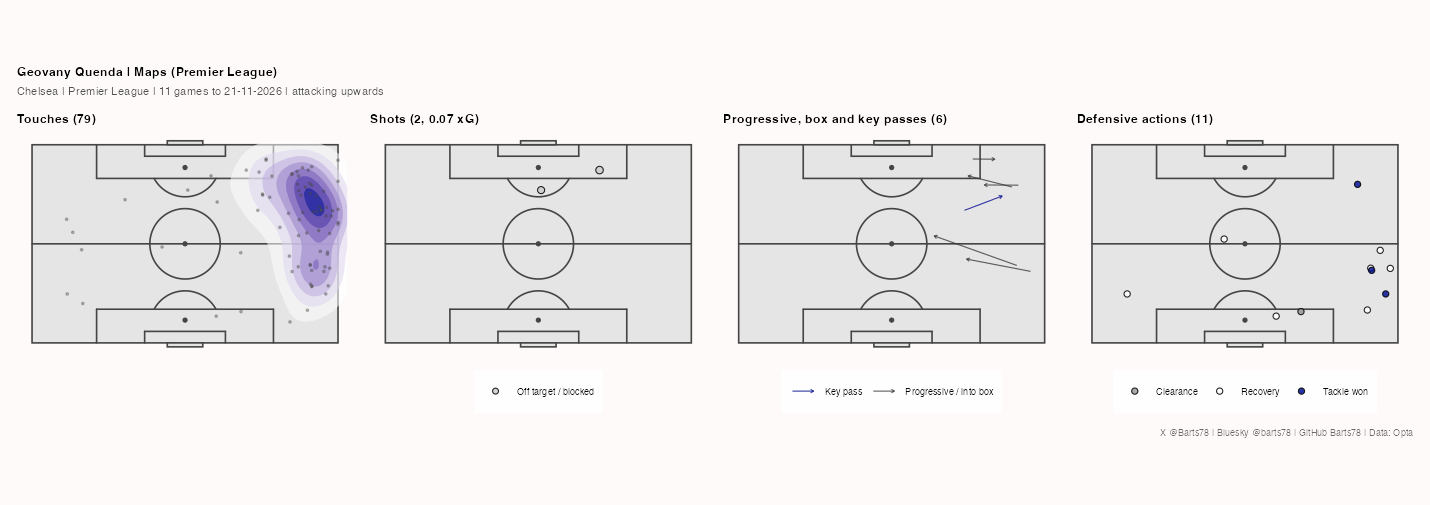 Geovany Quenda | Maps (Premier League)
Chelsea | Premier League | 11 games to 21-11-2026 | attacking upwards
Touches (79)
Shots (2, 0.07 xG)
Progressive, box and key passes (6)
Defensive actions (11)
Off target / blocked
Key pass
Progressive / into box
Clearance
Recovery
Tackle won
X @Barts78 | Bluesky @barts78 | GitHub Barts78 | Data: Opta